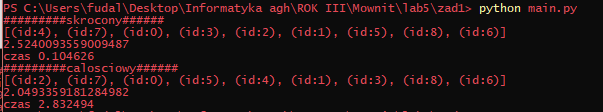 PS C:\Users\fudal\Desktop\Informatyka agh\ROK III\Mownit\lab5\zad1> python main.py
#########skrocony######
[(id:4), (id:7), (id:0), (id:3), (id:2), (id:1), (id:5), (id:8), (id:6)]
2.5240093559009487
czas 0.104626
#########calosciowy######
[(id:2), (id:7), (id:0), (id:5), (id:4), (id:1), (id:3), (id:8), (id:6)]
2.0493359181284982
czas 2.832494